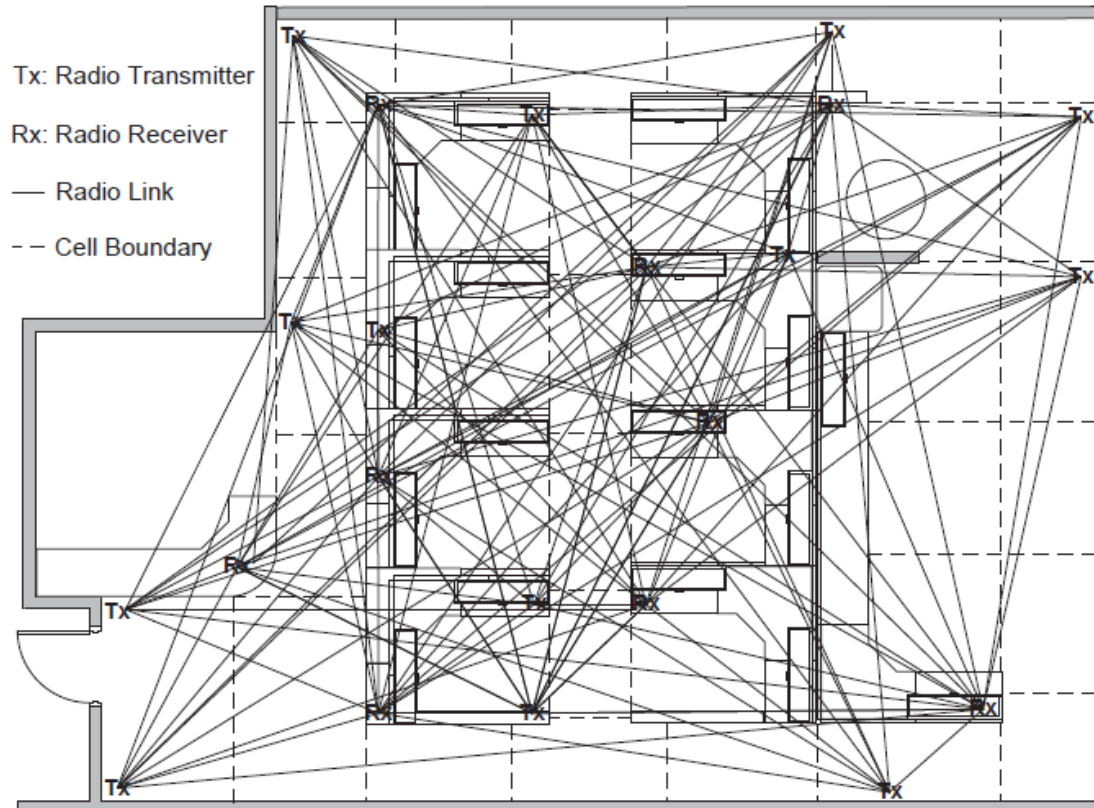 Tx: Radio Transmitter
Rx: Radio Receiver
Radio Link
Cell Boundary
Tx
Tx
Rx
Tx
Rx
Tx
Rx
Tx
Tx
Tx
Tx
Rx
Rx
Rx
Tx
Tx
Rx
Rx
Tx
Rx
Tx
Tx